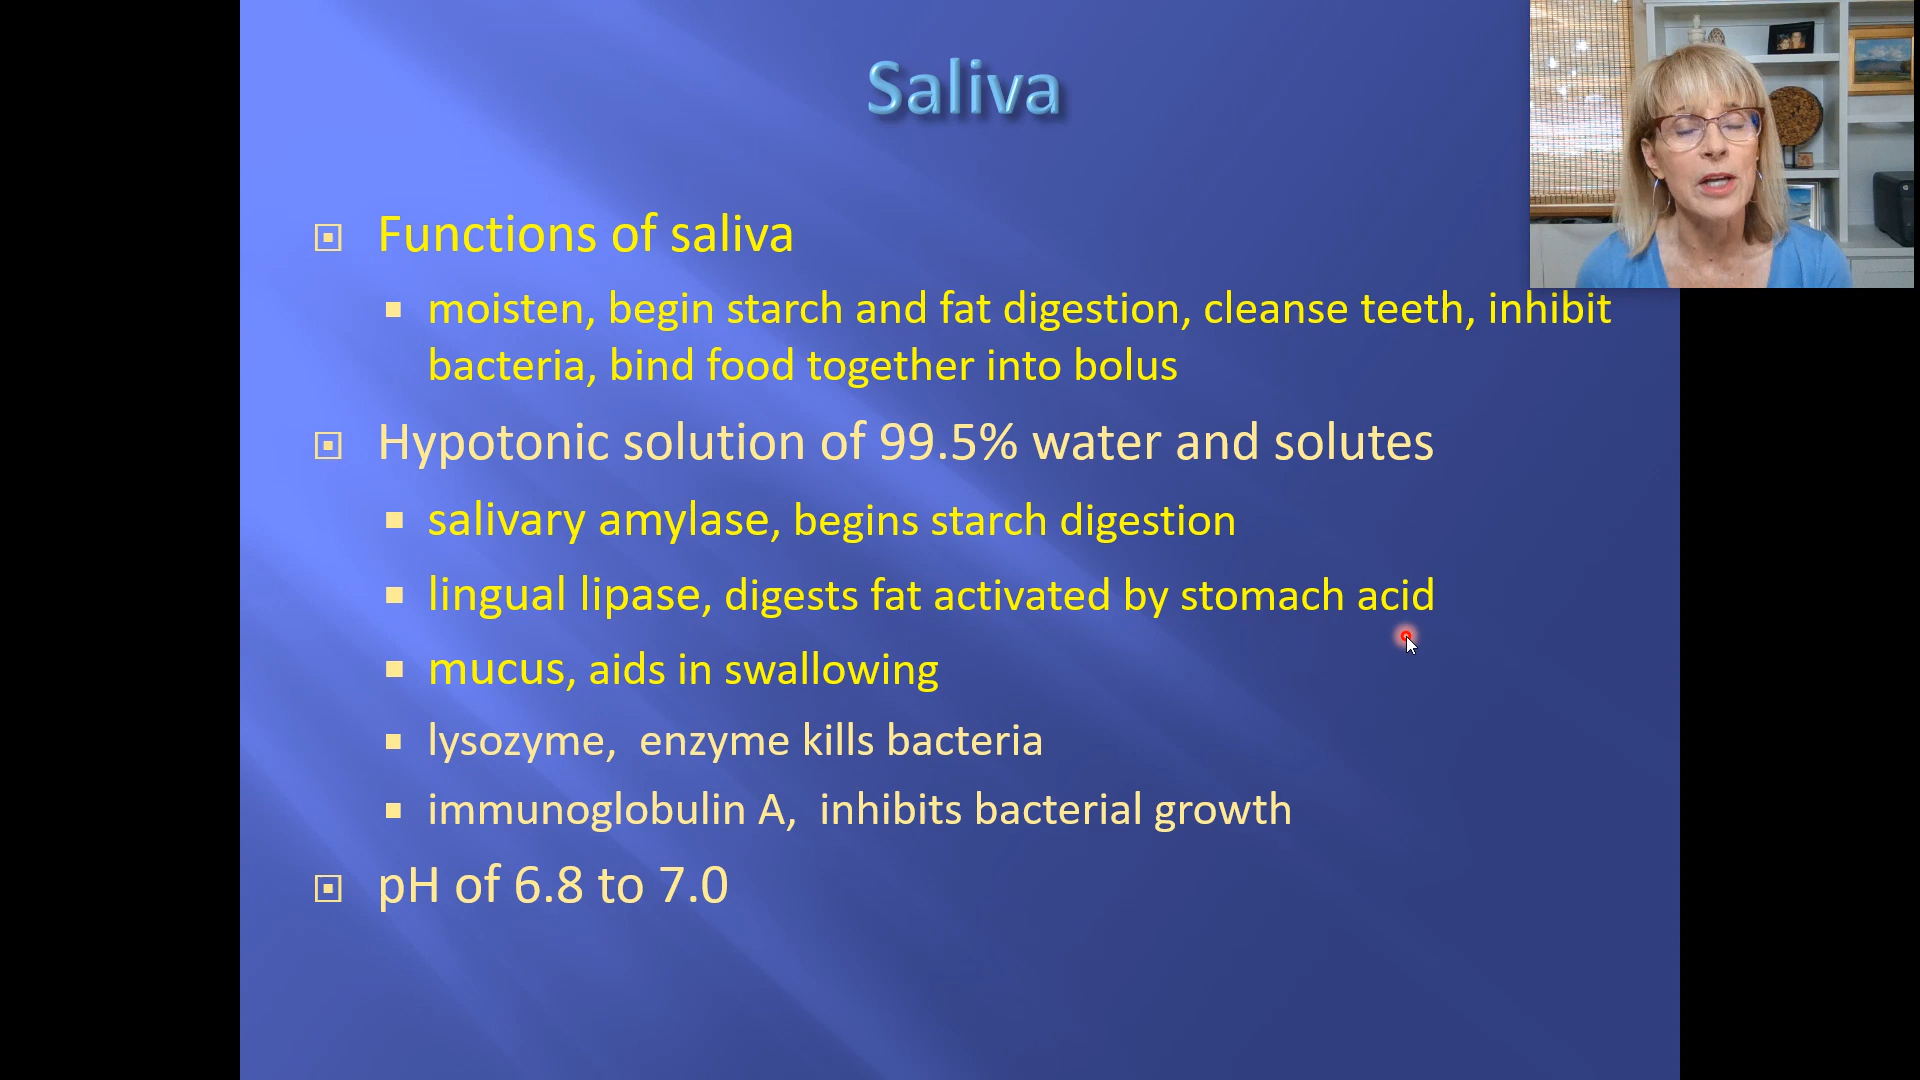 Saliva
Functions of saliva
moisten, begin starch and fat digestion, cleanse teeth, inhibit
bacteria, bind food together into bolus
Hypotonic solution of 99.5% water and solutes
salivary amylase, begins starch digestion
lingual lipase, digests fat activated by stomach acid
mucus, aids in swallowing
lysozyme,  enzyme kills bacteria
immunoglobulin A,  inhibits bacterial growth
pH of 6.8 to 7.0